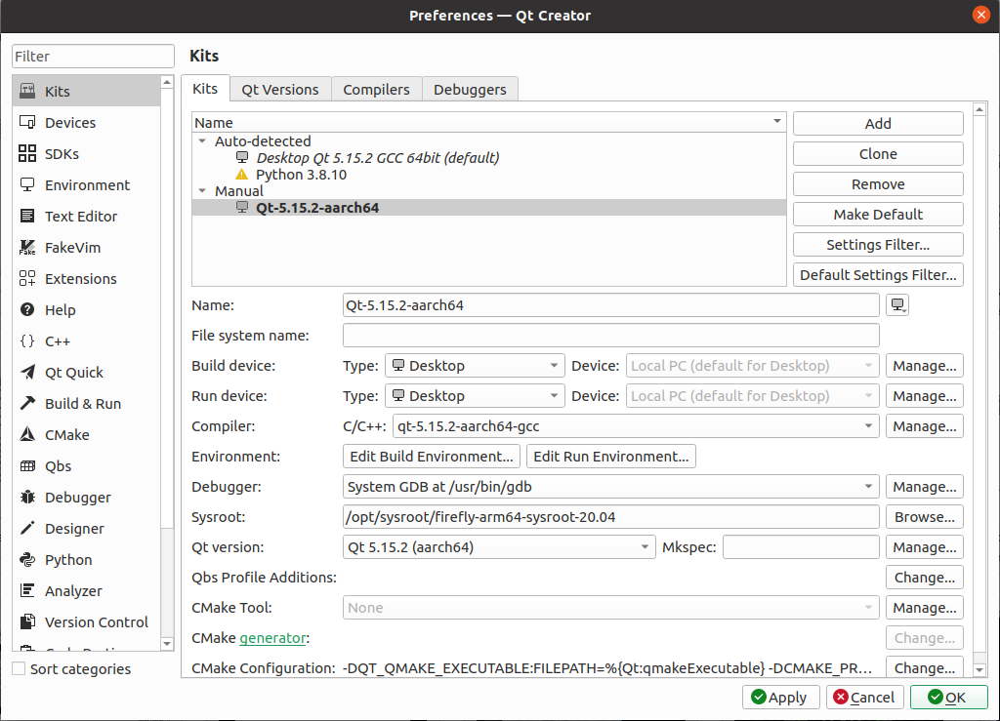 Preferences — Qt Creator
Filter
Kits
Devices
SDKs
Environment
Text Editor
FakeVim
Extensions
Help
C++
Qt Quick
Build & Run
CMake
Qbs
Debugger
Designer
Python
Analyzer
Version Control
Sort categories
Kits
Kits Qt Versions Compilers Debuggers
Name
Auto-detected
Desktop Qt 5.15.2 GCC 64bit (default)
Python 3.8.10
Manual
Qt-5.15.2-aarch64
Add
Clone
Remove
Make Default
Settings Filter...
Default Settings Filter...
Name: Qt-5.15.2-aarch64
File system name:
Build device: Type: Desktop Device: Local PC (default for Desktop) Manage...
Run device: Type: Desktop Device: Local PC (default for Desktop) Manage...
Compiler: C/C++: qt-5.15.2-aarch64-gcc Manage...
Environment: Edit Build Environment... Edit Run Environment...
Debugger: System GDB at /usr/bin/gdb Manage...
Sysroot: /opt/sysroot/firefly-arm64-sysroot-20.04 Browse...
Qt version: Qt 5.15.2 (aarch64) Mkspec: Manage...
Qbs Profile Additions: Change...
CMake Tool: None Manage...
CMake generator: Change...
CMake Configuration: -DQT_QMAKE_EXECUTABLE:FILEPATH=%{Qt:qmakeExecutable} -DCMAKE_PR... Change...
Apply Cancel OK